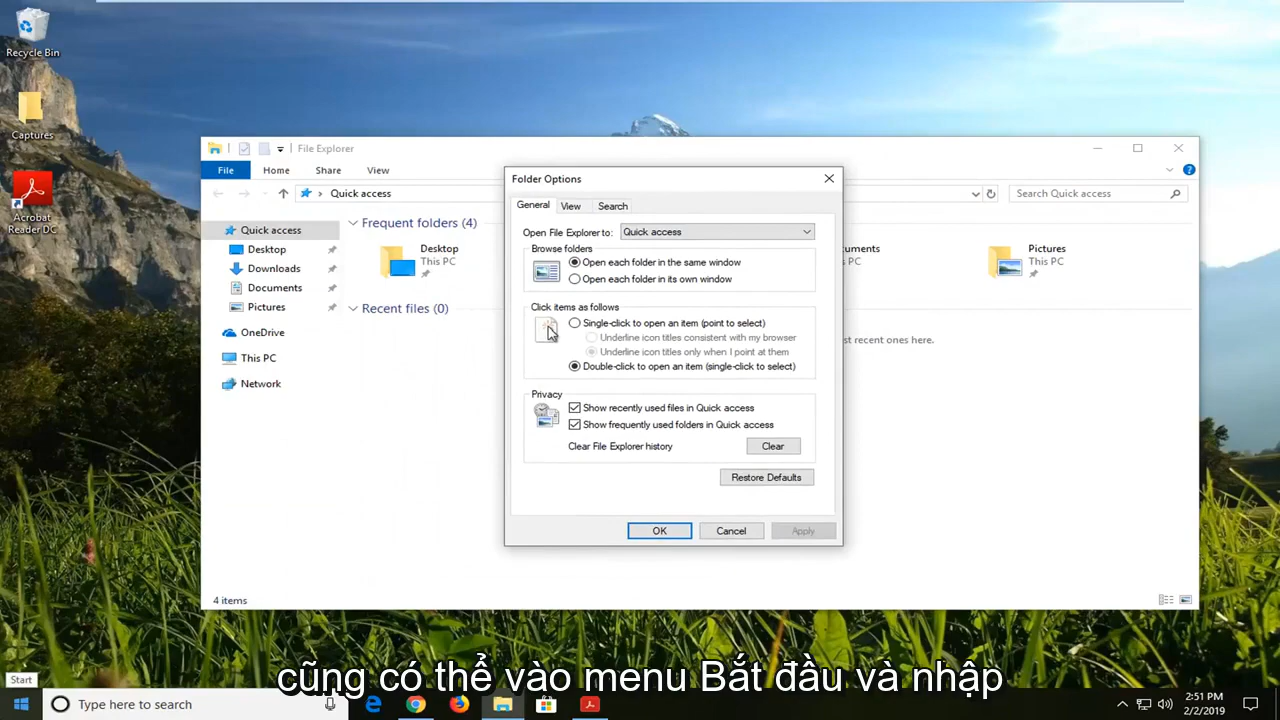 Recycle Bin
Captures
Acrobat
Reader DC
File Explorer
File Home Share View
Quick access
Search Quick access
Quick access
Desktop
Downloads
Documents
Pictures
OneDrive
This PC
Network
Frequent folders (4)
Desktop
This PC
cuments
PC
Pictures
This PC
Recent files (0)
st recent ones here.
4 items
Folder Options
General View Search
Open File Explorer to: Quick access
Browse folders
Open each folder in the same window
Open each folder in its own window
Click items as follows
Single-click to open an item (point to select)
Underline icon titles consistent with my browser
Underline icon titles only when I point at them
Double-click to open an item (single-click to select)
Privacy
Show recently used files in Quick access
Show frequently used folders in Quick access
Clear File Explorer history Clear
Restore Defaults
OK Cancel Apply
cũng có thể vào menu Bắt đầu và nhập
Start
Type here to search
2:51 PM
2/2/2019